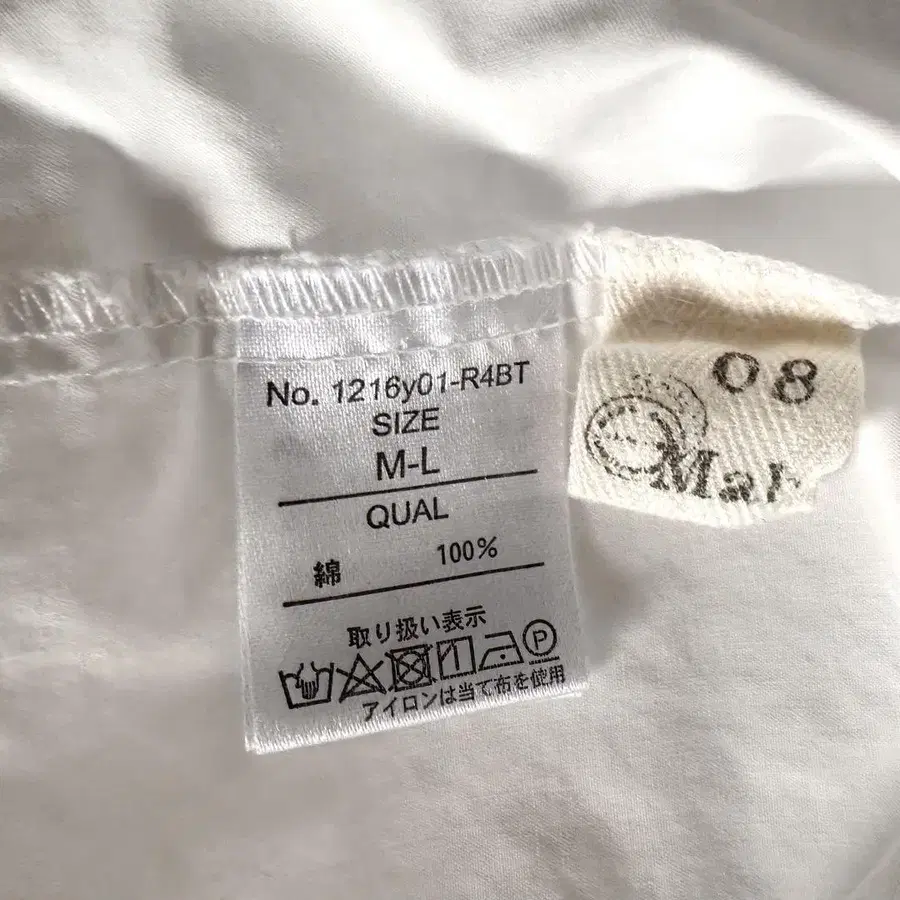 No. 1216y01-R4BT
SIZE
M-L
QUAL
綿 100%
取り扱い表示
P
アイロンは当て布を使用
08